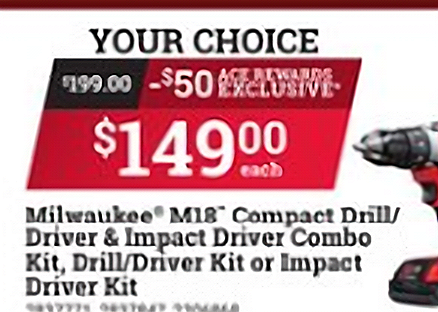 YOUR CHOICE
$199.00 -$50 ACE REWARDS EXCLUSIVE*
$149.00
each
Milwaukee® M18™ Compact Drill/
Driver & Impact Driver Combo
Kit, Drill/Driver Kit or Impact
Driver Kit